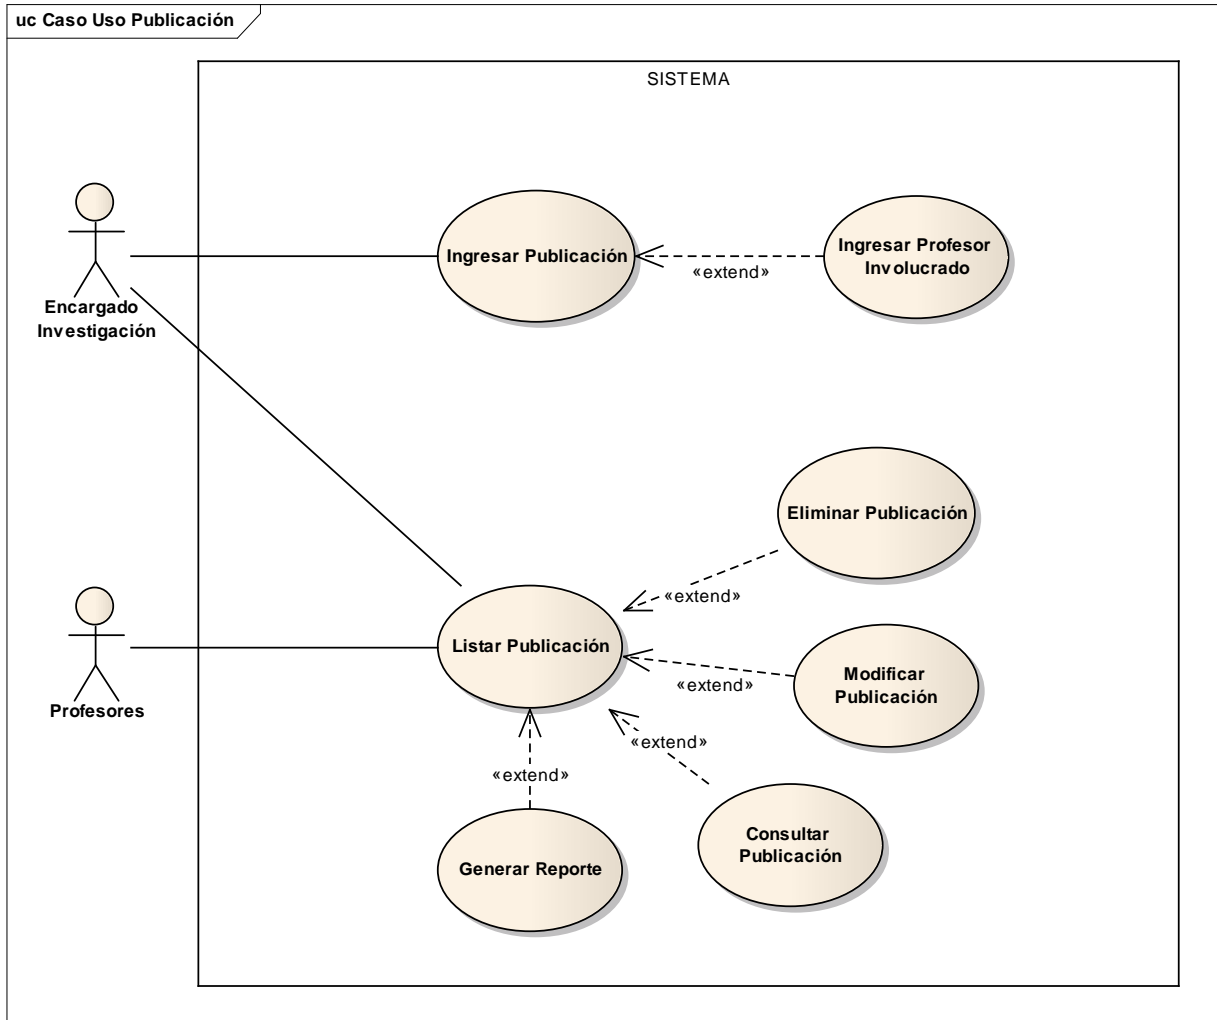 uc Caso Uso Publicación
SISTEMA
Encargado
Investigación
Ingresar Publicación
«extend»
Ingresar Profesor
Involucrado
Eliminar Publicación
«extend»
Profesores
Listar Publicación
«extend»
Modificar
Publicación
«extend»
«extend»
Generar Reporte
Consultar
Publicación